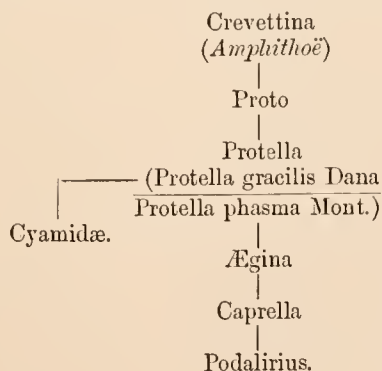 Crevettina
(Amphithoë)
Proto
Protella
(Protella gracilis Dana
Protella phasma Mont.)
Cyamidæ.
Ægina
Caprella
Podalirius.